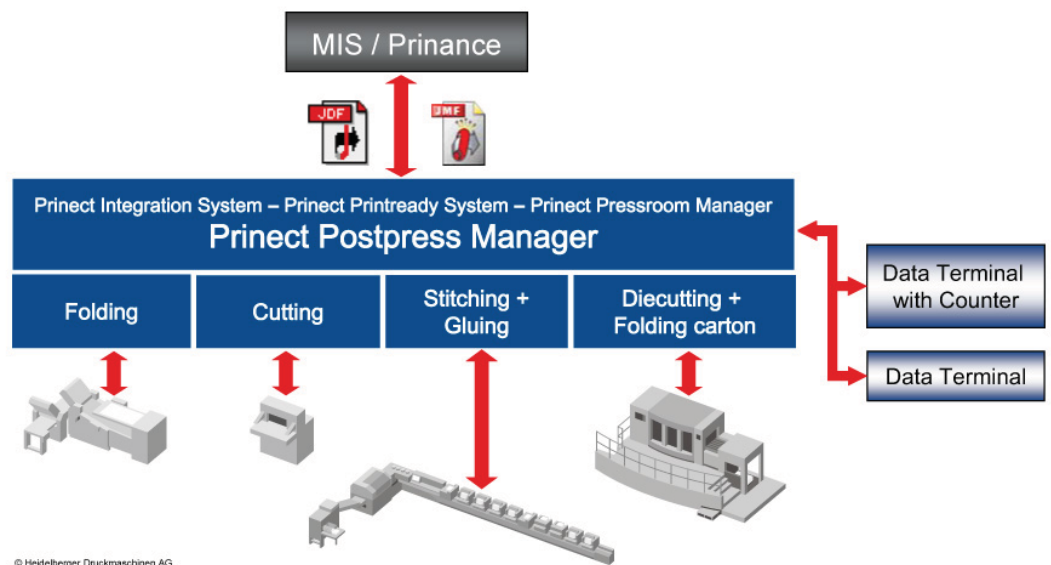 MIS / Prinance
JDF
JMF
Prinect Integration System – Prinect Printready System – Prinect Pressroom Manager
Prinect Postpress Manager
Data Terminal
with Counter
Data Terminal
Folding
Cutting
Stitching +
Gluing
Diecutting +
Folding carton
© Heidelberger Druckmaschinen AG